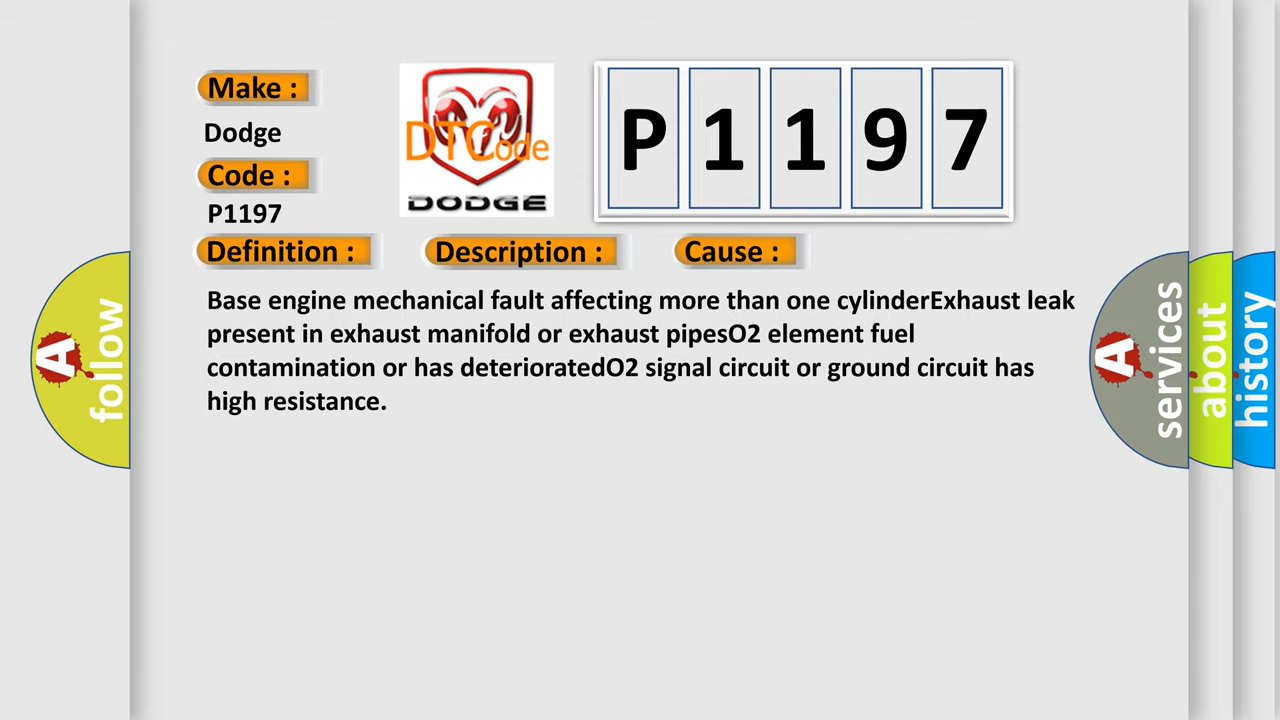 Make :
Dodge
Code :
P1197
DTCode
DODGE
P 1 1 9 7
Definition :
Description :
Cause :
Base engine mechanical fault affecting more than one cylinderExhaust leak
present in exhaust manifold or exhaust pipesO2 element fuel
contamination or has deterioratedO2 signal circuit or ground circuit has
high resistance.
A follow
A services
about
history